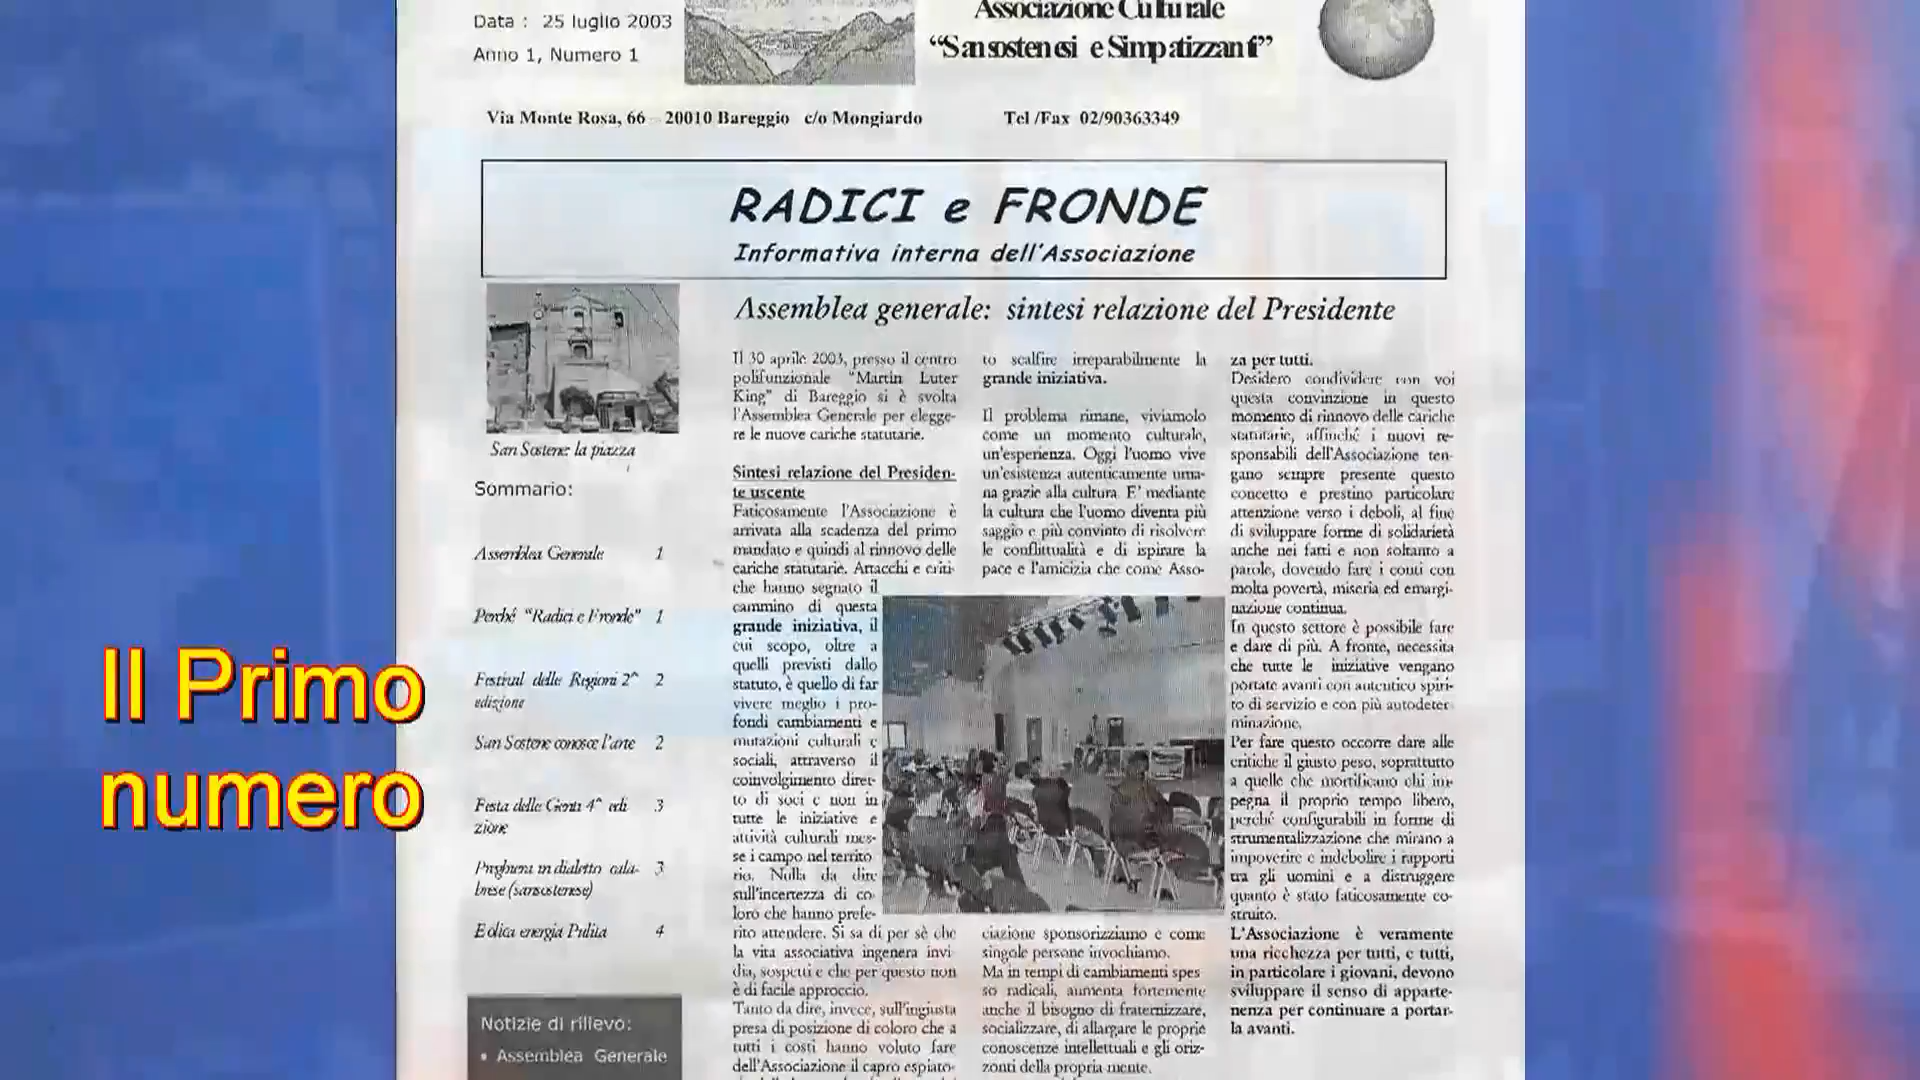 Data : 25 luglio 2003
Anno 1, Numero 1
Associazione Culturale
“Sansostenesi e Simpatizzanti”
Via Monte Rosa, 66 – 20010 Bareggio c/o Mongiardo Tel /Fax 02/90363349
RADICI e FRONDE
Informativa interna dell'Associazione
San Sostene: la piazza
Sommario:
Assemblea Generale 1
Perché “Radici e Fronde” 1
Festival delle Regioni 2^ 2
edizione
San Sostene conosce l'arte 2
Festa delle Genti 4^ edi 3
zione
Preghiera in dialetto cala- 3
brese (sansostenese)
Eolica energia Pulita 4
Notizie di rilievo:
• Assemblea Generale
Il Primo
numero
Assemblea generale: sintesi relazione del Presidente
Il 30 aprile 2003, presso il centro
polifunzionale “Martin Luter
King” di Bareggio si è svolta
l'Assemblea Generale per elegge-
re le nuove cariche statutarie.
Sintesi relazione del Presiden-
te uscente
Faticosamente l'Associazione è
arrivata alla scadenza del primo
mandato e quindi al rinnovo delle
cariche statutarie. Attacchi e criti-
che hanno segnato il
cammino di questa
grande iniziativa, il
cui scopo, oltre a
quelli previsti dallo
statuto, è quello di far
vivere meglio i pro-
fondi cambiamenti e
mutazioni culturali e
sociali, attraverso il
coinvolgimento diret-
to di soci e non in
tutte le iniziative e
attività culturali mes-
se i campo nel territo
rio. Nulla da dire
sull'incertezza di co-
loro che hanno prefe-
rito attendere. Si sa di per sè che
la vita associativa ingenera invi
dia, sospetti e che per questo non
è di facile approccio.
Tanto da dire, invece, sull'ingiusta
presa di posizione di coloro che a
tutti i costi hanno voluto fare
dell'Associazione il capro espiato-
to scalfire irreparabilmente la
grande iniziativa.
Il problema rimane, viviamolo
come un momento culturale,
un'esperienza. Oggi l'uomo vive
un'esistenza autenticamente uma-
na grazie alla cultura. E' mediante
la cultura che l'uomo diventa più
saggio e più convinto di risolvere
le conflittualità e di ispirare la
pace e l'amicizia che come Asso-
ciazione sponsorizziamo e come
singole persone invochiamo.
Ma in tempi di cambiamenti spes
so radicali, aumenta fortemente
anche il bisogno di fraternizzare,
socializzare, di allargare le proprie
conoscenze intellettuali e gli oriz-
zonti della propria mente.
za per tutti.
Desidero condividere con voi
questa convinzione in questo
momento di rinnovo delle cariche
statutarie, affinché i nuovi re-
sponsabili dell'Associazione ten-
gano sempre presente questo
concetto e prestino particolare
attenzione verso i deboli, al fine
di sviluppare forme di solidarietà
anche nei fatti e non soltanto a
parole, dovendo fare i conti con
molta povertà, miseria ed emargi-
nazione continua.
In questo settore è possibile fare
e dare di più. A fronte, necessita
che tutte le iniziative vengano
portate avanti con autentico spiri-
to di servizio e con più autodeter-
minazione.
Per fare questo occorre dare alle
critiche il giusto peso, soprattutto
a quelle che mortificano chi im-
pegna il proprio tempo libero,
perché configurabili in forme di
strumentalizzazione che mirano a
impoverire e indebolire i rapporti
tra gli uomini e a distruggere
quanto è stato faticosamente co-
struito.
L'Associazione è veramente
una ricchezza per tutti, e tutti,
in particolare i giovani, devono
sviluppare il senso di apparte-
nenza per continuare a portar-
la avanti.